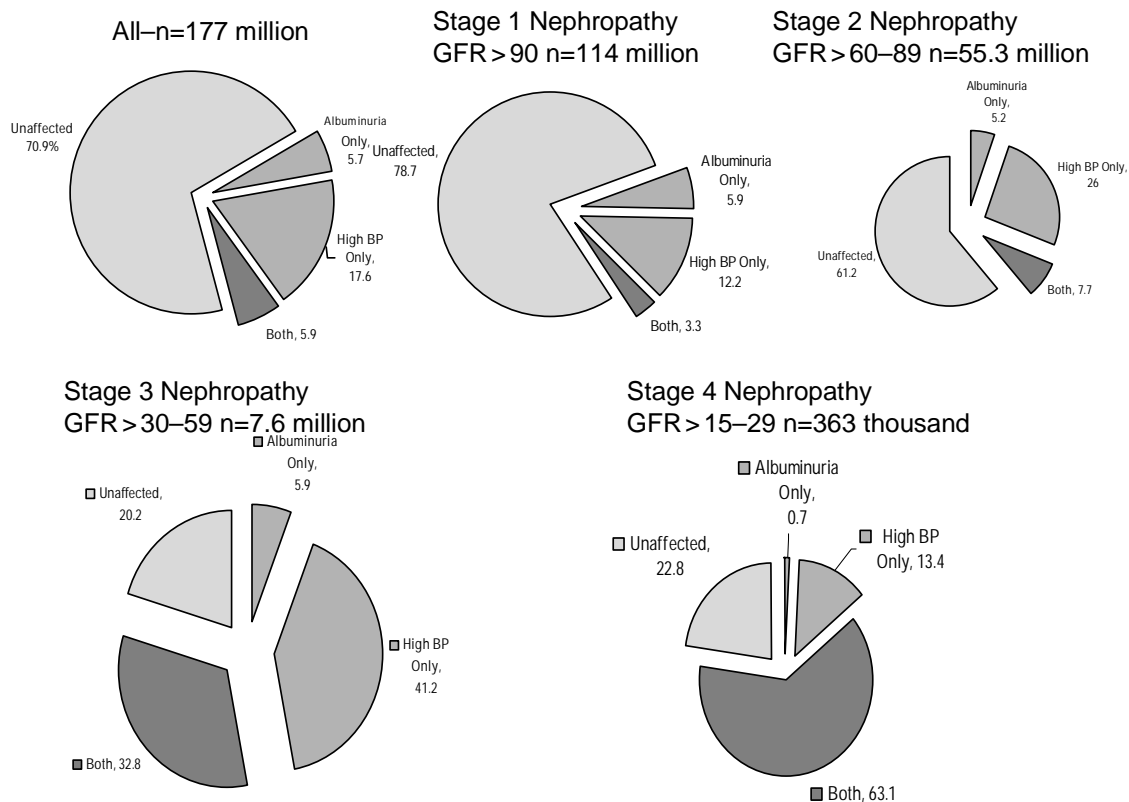 All–n=177 million
Unaffected
70.9%
Albuminuria
Only,
5.7
High BP
Only,
17.6
Both, 5.9
Stage 1 Nephropathy
GFR > 90 n=114 million
Unaffected,
78.7
Albuminuria
Only,
5.9
High BP Only,
12.2
Both, 3.3
Stage 2 Nephropathy
GFR > 60–89 n=55.3 million
Albuminuria
Only,
5.2
High BP Only,
26
Unaffected,
61.2
Both, 7.7
Stage 3 Nephropathy
GFR > 30–59 n=7.6 million
Albuminuria
Only,
5.9
Unaffected,
20.2
High BP
Only,
41.2
Both, 32.8
Stage 4 Nephropathy
GFR > 15–29 n=363 thousand
Albuminuria
Only,
0.7
Unaffected,
22.8
High BP
Only, 13.4
Both, 63.1